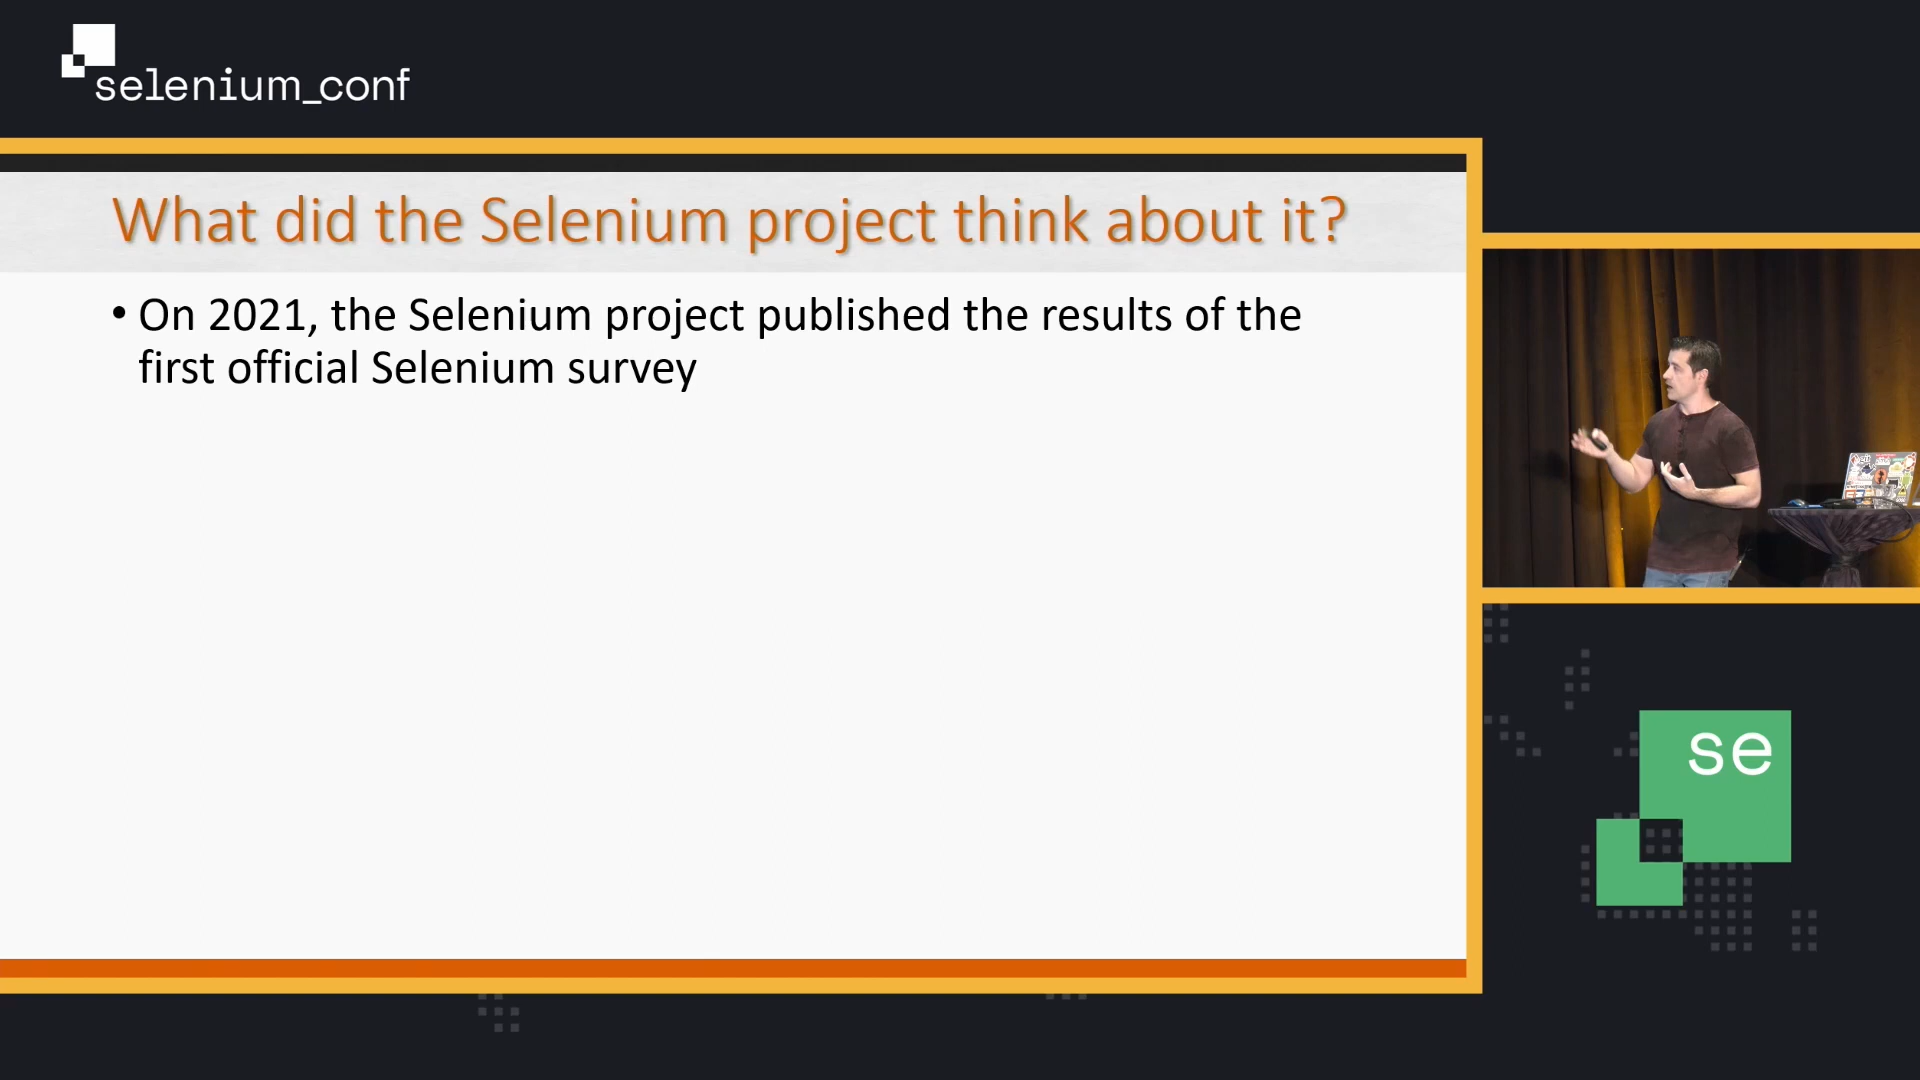 selenium_conf
What did the Selenium project think about it?
• On 2021, the Selenium project published the results of the
first official Selenium survey
se